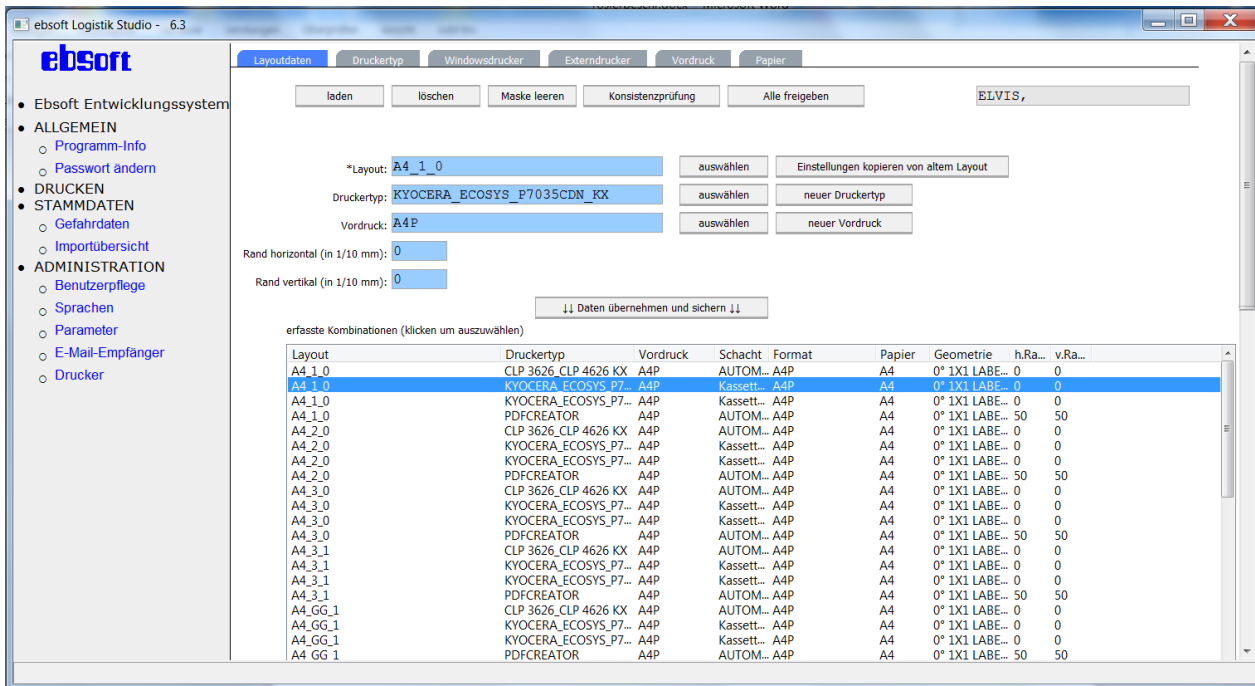 ebsoft Logistik Studio - 6.3
ebsoft
Ebsoft Entwicklungssystem
ALLGEMEIN
Programm-Info
Passwort ändern
DRUCKEN
STAMMDATEN
Gefahrdaten
Importübersicht
ADMINISTRATION
Benutzerpflege
Sprachen
Parameter
E-Mail-Empfänger
Drucker
Layoutdaten Druckertyp Windowsdrucker Externdrucker Vordruck Papier
laden löschen Maske leeren Konsistenzprüfung Alle freigeben ELVIS,
*Layout: A4_1_0 auswählen Einstellungen kopieren von altem Layout
Druckertyp: KYOCERA_ECOSYS_P7035CDN_KX auswählen neuer Druckertyp
Vordruck: A4P auswählen neuer Vordruck
Rand horizontal (in 1/10 mm): 0
Rand vertikal (in 1/10 mm): 0
↓↓ Daten übernehmen und sichern ↓↓
erfasste Kombinationen (klicken um auszuwählen)
Layout Druckertyp Vordruck Schacht Format Papier Geometrie h.Ra... v.Ra...
A4_1_0 CLP 3626_CLP 4626 KX A4P AUTOM... A4P A4 0° 1X1 LABE... 0 0
A4_1_0 KYOCERA_ECOSYS_P7... A4P Kassett... A4P A4 0° 1X1 LABE... 0 0
A4_1_0 KYOCERA_ECOSYS_P7... A4P Kassett... A4P A4 0° 1X1 LABE... 0 0
A4_1_0 PDFCREATOR A4P AUTOM... A4P A4 0° 1X1 LABE... 50 50
A4_2_0 CLP 3626_CLP 4626 KX A4P AUTOM... A4P A4 0° 1X1 LABE... 0 0
A4_2_0 KYOCERA_ECOSYS_P7... A4P Kassett... A4P A4 0° 1X1 LABE... 0 0
A4_2_0 KYOCERA_ECOSYS_P7... A4P Kassett... A4P A4 0° 1X1 LABE... 0 0
A4_2_0 PDFCREATOR A4P AUTOM... A4P A4 0° 1X1 LABE... 50 50
A4_3_0 CLP 3626_CLP 4626 KX A4P AUTOM... A4P A4 0° 1X1 LABE... 0 0
A4_3_0 KYOCERA_ECOSYS_P7... A4P Kassett... A4P A4 0° 1X1 LABE... 0 0
A4_3_0 KYOCERA_ECOSYS_P7... A4P Kassett... A4P A4 0° 1X1 LABE... 0 0
A4_3_0 PDFCREATOR A4P AUTOM... A4P A4 0° 1X1 LABE... 50 50
A4_3_1 CLP 3626_CLP 4626 KX A4P AUTOM... A4P A4 0° 1X1 LABE... 0 0
A4_3_1 KYOCERA_ECOSYS_P7... A4P Kassett... A4P A4 0° 1X1 LABE... 0 0
A4_3_1 KYOCERA_ECOSYS_P7... A4P Kassett... A4P A4 0° 1X1 LABE... 0 0
A4_3_1 PDFCREATOR A4P AUTOM... A4P A4 0° 1X1 LABE... 50 50
A4_GG_1 CLP 3626_CLP 4626 KX A4P AUTOM... A4P A4 0° 1X1 LABE... 0 0
A4_GG_1 KYOCERA_ECOSYS_P7... A4P Kassett... A4P A4 0° 1X1 LABE... 0 0
A4_GG_1 KYOCERA_ECOSYS_P7... A4P Kassett... A4P A4 0° 1X1 LABE... 0 0
A4_GG_1 PDFCREATOR A4P AUTOM... A4P A4 0° 1X1 LABE... 50 50